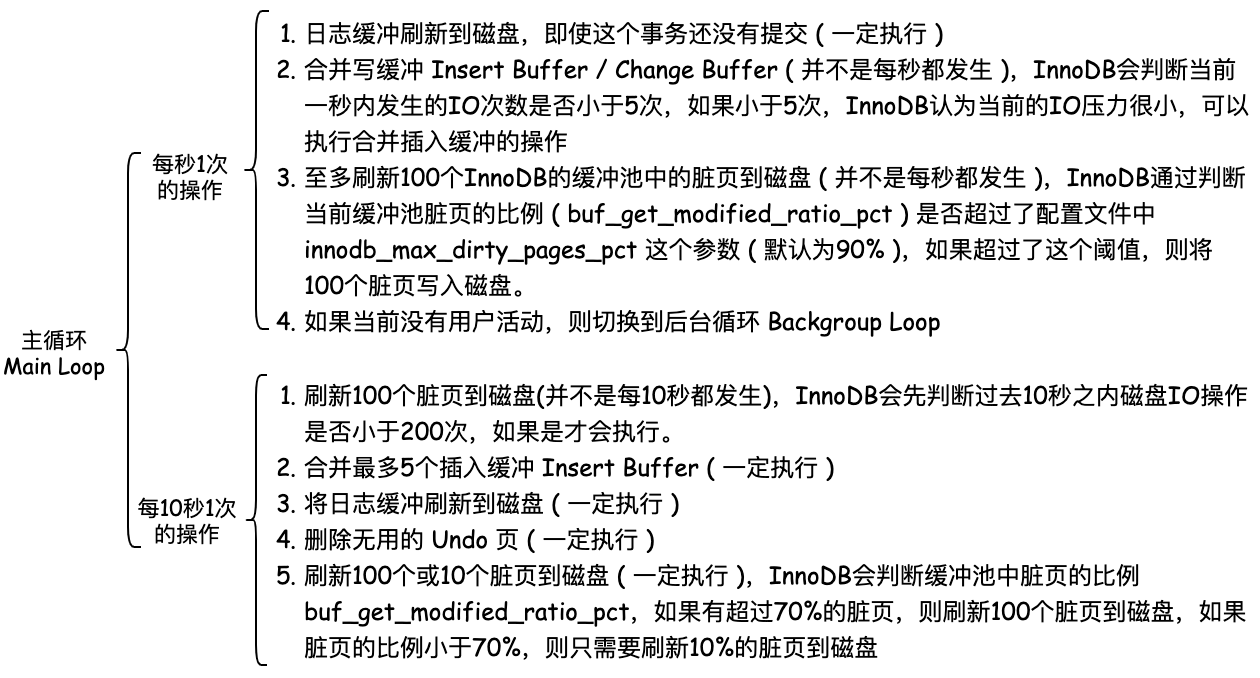 主循环
Main Loop
每秒1次
的操作
1. 日志缓冲刷新到磁盘，即使这个事务还没有提交 ( 一定执行 )
2. 合并写缓冲 Insert Buffer / Change Buffer ( 并不是每秒都发生 )，InnoDB会判断当前
一秒内发生的IO次数是否小于5次，如果小于5次，InnoDB认为当前的IO压力很小，可以
执行合并插入缓冲的操作
3. 至多刷新100个InnoDB的缓冲池中的脏页到磁盘 ( 并不是每秒都发生 )，InnoDB通过判断
当前缓冲池脏页的比例 ( buf_get_modified_ratio_pct ) 是否超过了配置文件中
innodb_max_dirty_pages_pct 这个参数 ( 默认为90% )，如果超过了这个阈值，则将
100个脏页写入磁盘。
4. 如果当前没有用户活动，则切换到后台循环 Backgroup Loop
每10秒1次
的操作
1. 刷新100个脏页到磁盘(并不是每10秒都发生)，InnoDB会先判断过去10秒之内磁盘IO操作
是否小于200次，如果是才会执行。
2. 合并最多5个插入缓冲 Insert Buffer ( 一定执行 )
3. 将日志缓冲刷新到磁盘 ( 一定执行 )
4. 删除无用的 Undo 页 ( 一定执行 )
5. 刷新100个或10个脏页到磁盘 ( 一定执行 )，InnoDB会判断缓冲池中脏页的比例
buf_get_modified_ratio_pct，如果有超过70%的脏页，则刷新100个脏页到磁盘，如果
脏页的比例小于70%，则只需要刷新10%的脏页到磁盘